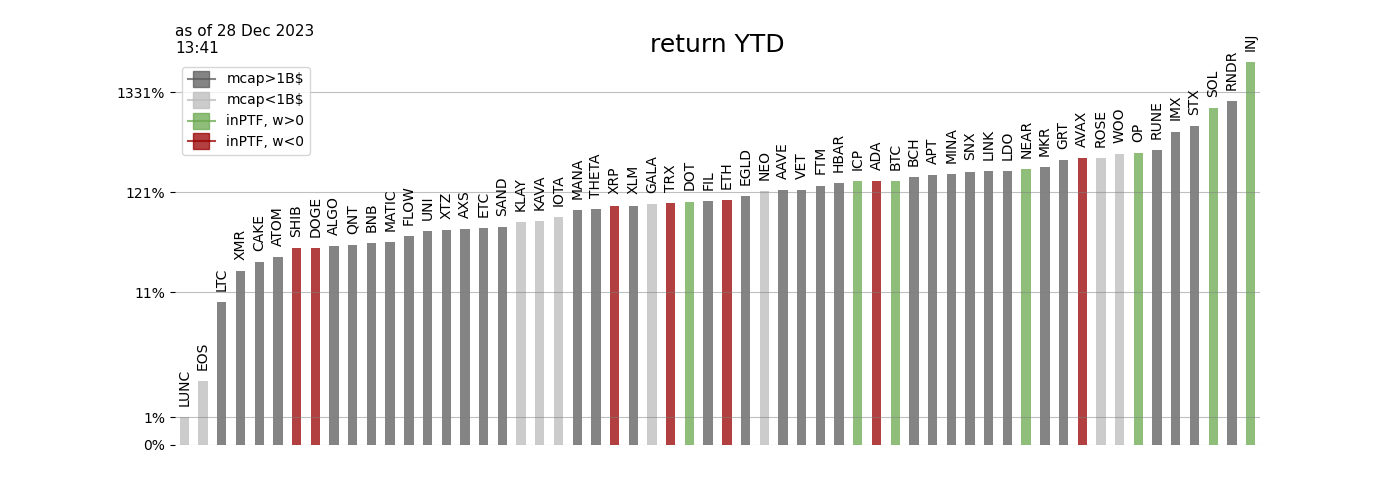 as of 28 Dec 2023
13:41
return YTD
mcap>1B$
mcap<1B$
inPTF, w>0
inPTF, w<0
1331%
121%
11%
1%
0%
LUNC
EOS
LTC
XMR
CAKE
ATOM
SHIB
DOGE
ALGO
QNT
BNB
MATIC
FLOW
UNI
XTZ
AXS
ETC
SAND
KLAY
KAVA
IOTA
MANA
THETA
XRP
XLM
GALA
TRX
DOT
FIL
ETH
EGLD
NEO
AAVE
VET
FTM
HBAR
ICP
ADA
BTC
BCH
APT
MINA
SNX
LINK
LDO
NEAR
MKR
GRT
AVAX
ROSE
WOO
OP
RUNE
IMX
STX
SOL
RNDR
INJ